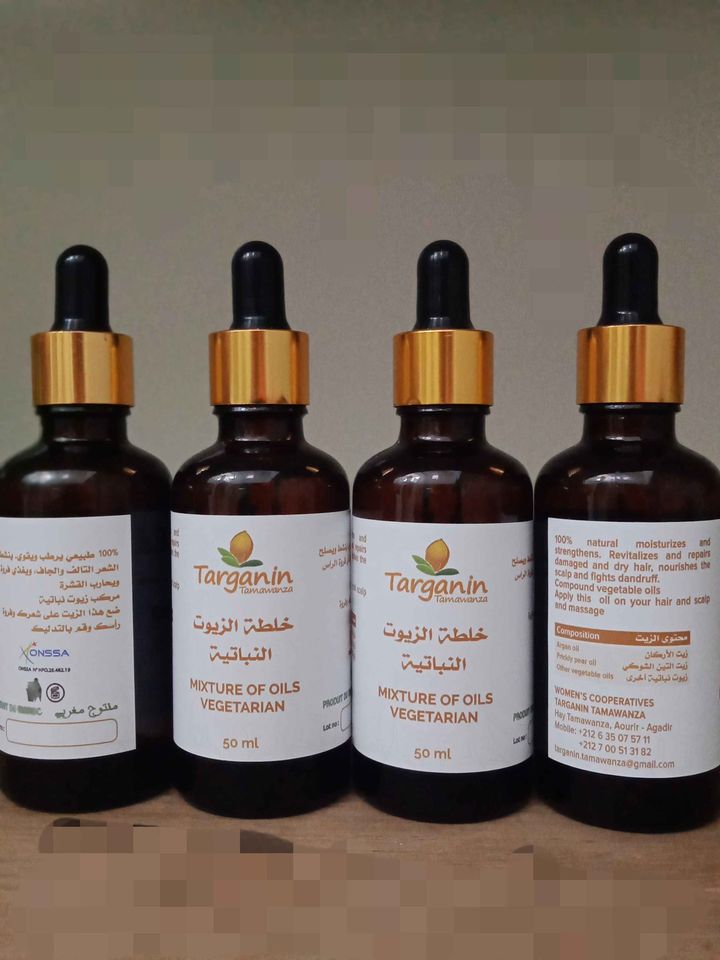 100% طبيعي يرطب ويقوي، ينشط
الشعر التالف والجاف، ويغذي فروة
ويحارب القشرة
مركب زيوت نباتية
ضع هذا الزيت على شعرك وفروة
رأسك وقم بالتدليك
ONSSA
منتوج مغربي
Targanin
Tamawanza
خلطة الزيوت
النباتية
MIXTURE OF OILS
VEGETARIAN
50 ml
PRODUIT DU
Lot no :
Targanin
Tamawanza
خلطة الزيوت
النباتية
MIXTURE OF OILS
VEGETARIAN
50 ml
100% natural moisturizes and
strengthens. Revitalizes and repairs
damaged and dry hair, nourishes the
scalp and fights dandruff.
Compound vegetable oils
Apply this oil on your hair and scalp
and massage
Composition محتوى الزيت
Argan oil زيت الأركان
Prickly pear oil زيت التين الشوكي
Other vegetable oils زيوت نباتية أخرى
WOMEN'S COOPERATIVES
TARGANIN TAMAWANZA
Hay Tamawanza, Aourir - Agadir
Mobile: +212 6 35 07 57 11
+212 7 00 51 31 82
targanin.tamawanza@gmail.com